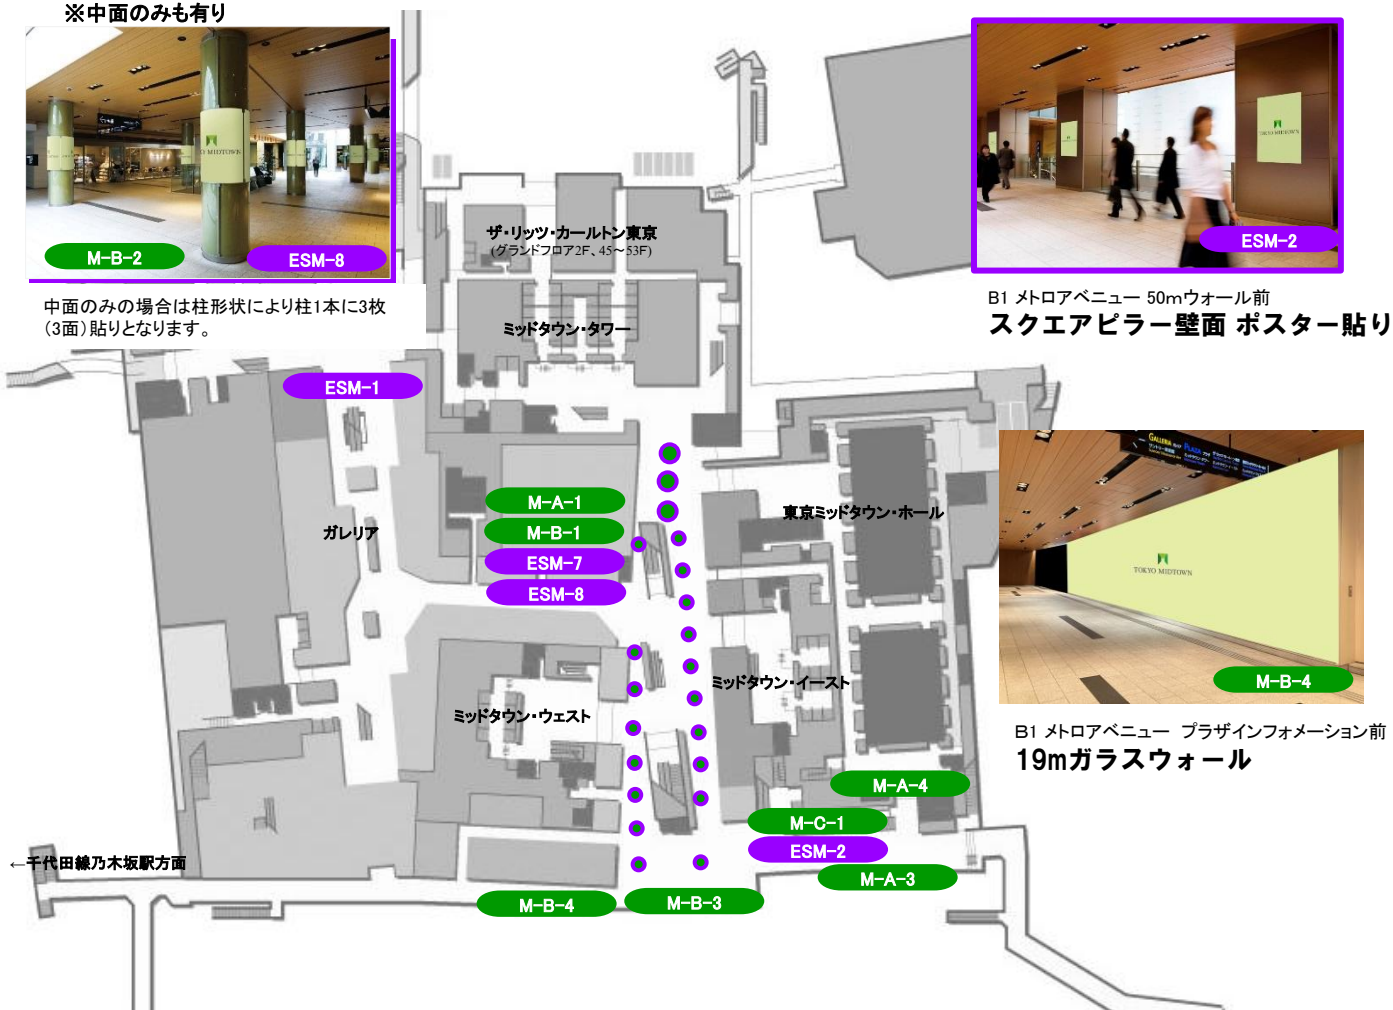 ※中面のみも有り
TOKYO MIDTOWN
M-B-2
ESM-8
中面のみの場合は柱形状により柱1本に3枚
（3面）貼りとなります。
TOKYO MIDTOWN
ESM-2
B1 メトロアベニュー 50mウォール前
スクエアピラー壁面 ポスター貼り
ザ・リッツ・カールトン東京
(グランドフロア2F、45～53F)
ミッドタウン・タワー
ESM-1
M-A-1
M-B-1
ESM-7
ESM-8
ガレリア
東京ミッドタウン・ホール
ミッドタウン・イースト
ミッドタウン・ウェスト
GALLERIA
PLAZA
TOKYO MIDTOWN
M-B-4
B1 メトロアベニュー プラザインフォメーション前
19mガラスウォール
M-A-4
M-C-1
ESM-2
M-A-3
←千代田線乃木坂駅方面
M-B-4
M-B-3